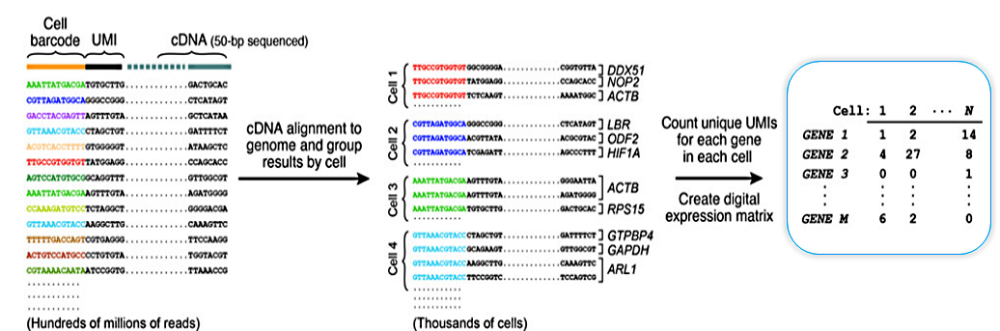 Cell barcode UMI cDNA (50-bp sequenced)
AAATTATGACGATGTGCTTG ............ GACTGCAC
CGTTAGATGGCAGGGCCGGG ............ CTCATAGT
GACCTACGAGTTAGTTTGTA ............ GCTCATAA
GTTAAACGTACCCTAGCTGT ............ GATTTTCT
ACGTCACCTTTTGTGGGGGT ............ ATAAGCTC
TTGCCGTGGTGTTATGGAGG ............ CCAGCACC
AGTCCATGTGCGGCAGGTTT ............ GTTGGCGT
AAATTATGACGAAGTTTGTA ............ AGATGGGG
CCAAAGATGTCCTCTAGGCT ............ GGGGACGA
GTTAAACGTACCAAGGCTTG ............ CAAAGTTC
TTTTTGACCAGTCGTGAGGG ............ TTCCAAGG
ACTGTCCATGCCCCTGTGTA ............ TGGTACGT
CGTAAAACAATAATCCGGTG ............ TTAAACCG
(Hundreds of millions of reads)
cDNA alignment to
genome and group
results by cell
Cell 1
TTGCCGTGGTGTGGCGGGGA ............ CGGTGTTA DDX51
TTGCCGTGGTGTTATGGAGG ............ CCAGCACC NOP2
TTGCCGTGGTGTTCTCAAGT ............ AAAATGGC ACTB
Cell 2
CGTTAGATGGCAGGGCCGGG ............ CTCATAGT LBR
CGTTAGATGGCAACGTTATA ............ ACGCGTAC ODF2
CGTTAGATGGCATCGAGATT ............ AGCCCTTT HIF1A
Cell 3
AAATTATGACGAAGTTTGTA ............ GGGAATTA
ACTB
AAATTATGACGAAGTTTGTA ............ AGATGGGG
AAATTATGACGATGTGCTTG ............ GACTGCAC RPS15
Cell 4
GTTAAACGTACCCTAGCTGT ............ GATTTTCT GTPBP4
GTTAAACGTACCGCAGAAGT ............ GTTGGCGT GAPDH
GTTAAACGTACCAAGGCTTG ............ CAAAGTTC
ARL1
GTTAAACGTACCTTCCGGTC ............ TCCAGTCG
(Thousands of cells)
Count unique UMIs
for each gene
in each cell
Create digital
expression matrix
Cell: 1 2 ··· N
GENE 1 1 2 14
GENE 2 4 27 8
GENE 3 0 0 1
GENE M 6 2 0